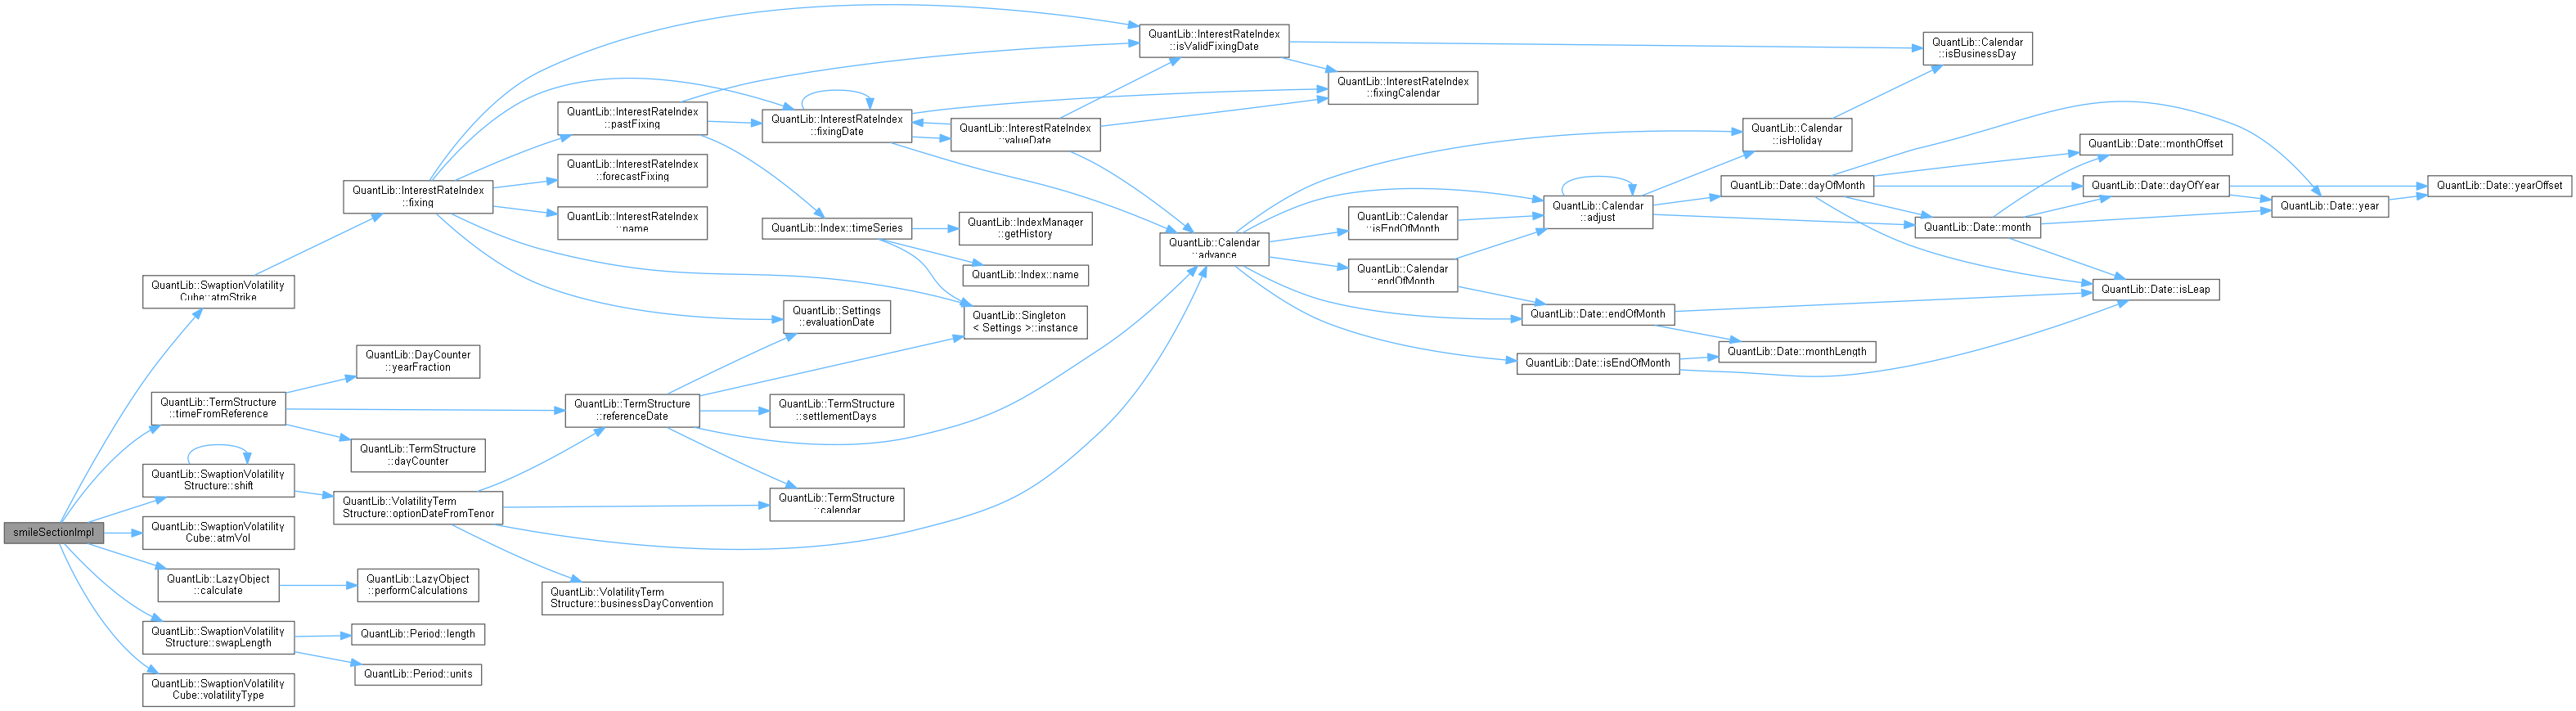 smileSectionImpl
QuantLib::SwaptionVolatility
Cube::atmStrike
QuantLib::TermStructure
::timeFromReference
QuantLib::SwaptionVolatility
Structure::shift
QuantLib::SwaptionVolatility
Cube::atmVol
QuantLib::LazyObject
::calculate
QuantLib::SwaptionVolatility
Structure::swapLength
QuantLib::SwaptionVolatility
Cube::volatilityType
QuantLib::InterestRateIndex
::fixing
QuantLib::DayCounter
::yearFraction
QuantLib::TermStructure
::dayCounter
QuantLib::VolatilityTerm
Structure::optionDateFromTenor
QuantLib::LazyObject
::performCalculations
QuantLib::Period::length
QuantLib::Period::units
QuantLib::InterestRateIndex
::pastFixing
QuantLib::InterestRateIndex
::forecastFixing
QuantLib::InterestRateIndex
::name
QuantLib::TermStructure
::referenceDate
QuantLib::VolatilityTerm
Structure::businessDayConvention
QuantLib::InterestRateIndex
::fixingDate
QuantLib::Index::timeSeries
QuantLib::Settings
::evaluationDate
QuantLib::TermStructure
::settlementDays
QuantLib::TermStructure
::calendar
QuantLib::InterestRateIndex
::valueDate
QuantLib::IndexManager
::getHistory
QuantLib::Index::name
QuantLib::Singleton
< Settings >::instance
QuantLib::InterestRateIndex
::isValidFixingDate
QuantLib::Calendar
::advance
QuantLib::InterestRateIndex
::fixingCalendar
QuantLib::Calendar
::isEndOfMonth
QuantLib::Calendar
::endOfMonth
QuantLib::Calendar
::adjust
QuantLib::Date::endOfMonth
QuantLib::Date::isEndOfMonth
QuantLib::Calendar
::isHoliday
QuantLib::Date::dayOfMonth
QuantLib::Date::monthLength
QuantLib::Calendar
::isBusinessDay
QuantLib::Date::month
QuantLib::Date::monthOffset
QuantLib::Date::dayOfYear
QuantLib::Date::isLeap
QuantLib::Date::year
QuantLib::Date::yearOffset